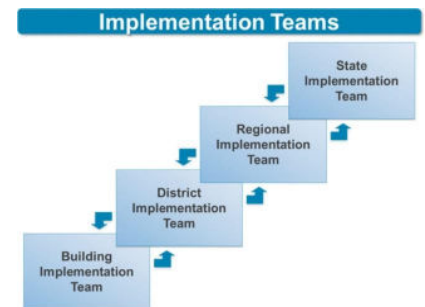 Implementation Teams
State
Implementation
Team
Regional
Implementation
Team
District
Implementation
Team
Building
Implementation
Team